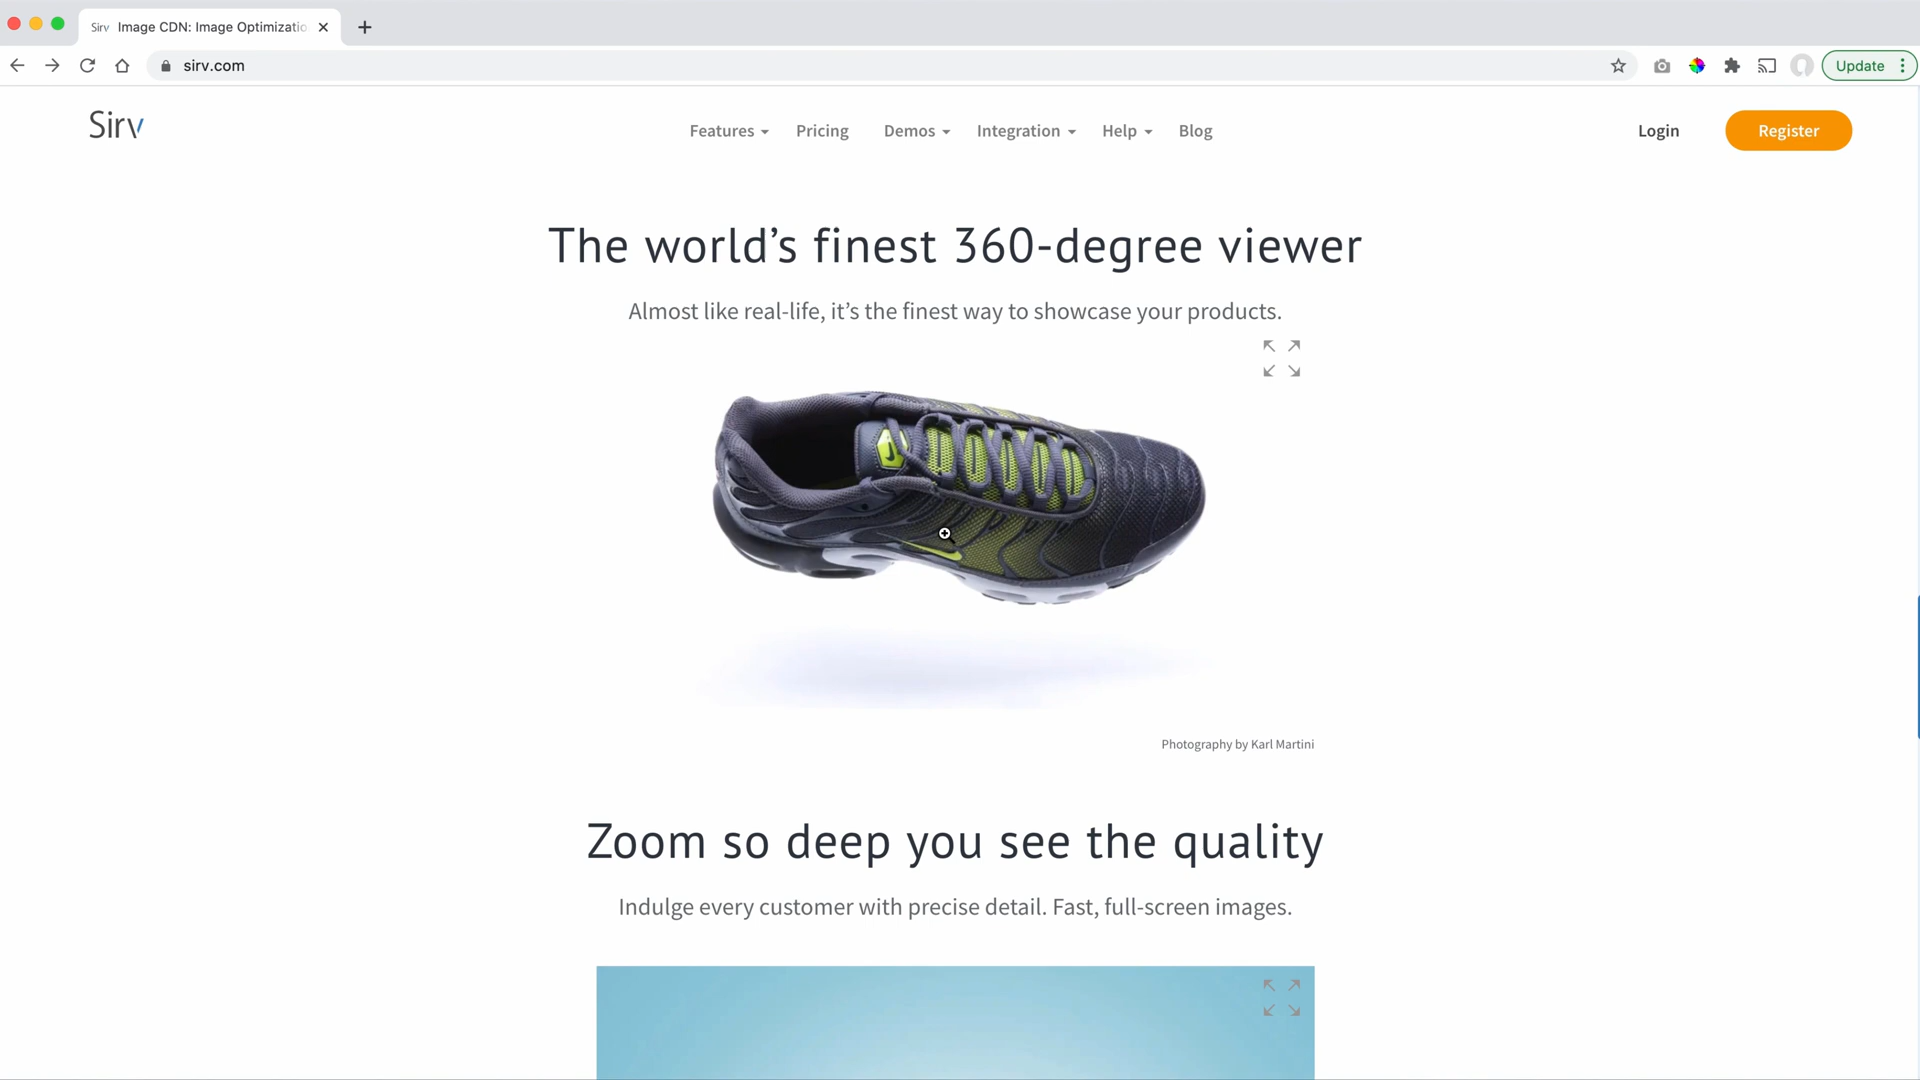 Sirv Image CDN: Image Optimizatio
sirv.com
Update
Sirv
Features
Pricing
Demos
Integration
Help
Blog
Login
Register
The world’s finest 360-degree viewer
Almost like real-life, it’s the finest way to showcase your products.
Photography by Karl Martini
Zoom so deep you see the quality
Indulge every customer with precise detail. Fast, full-screen images.